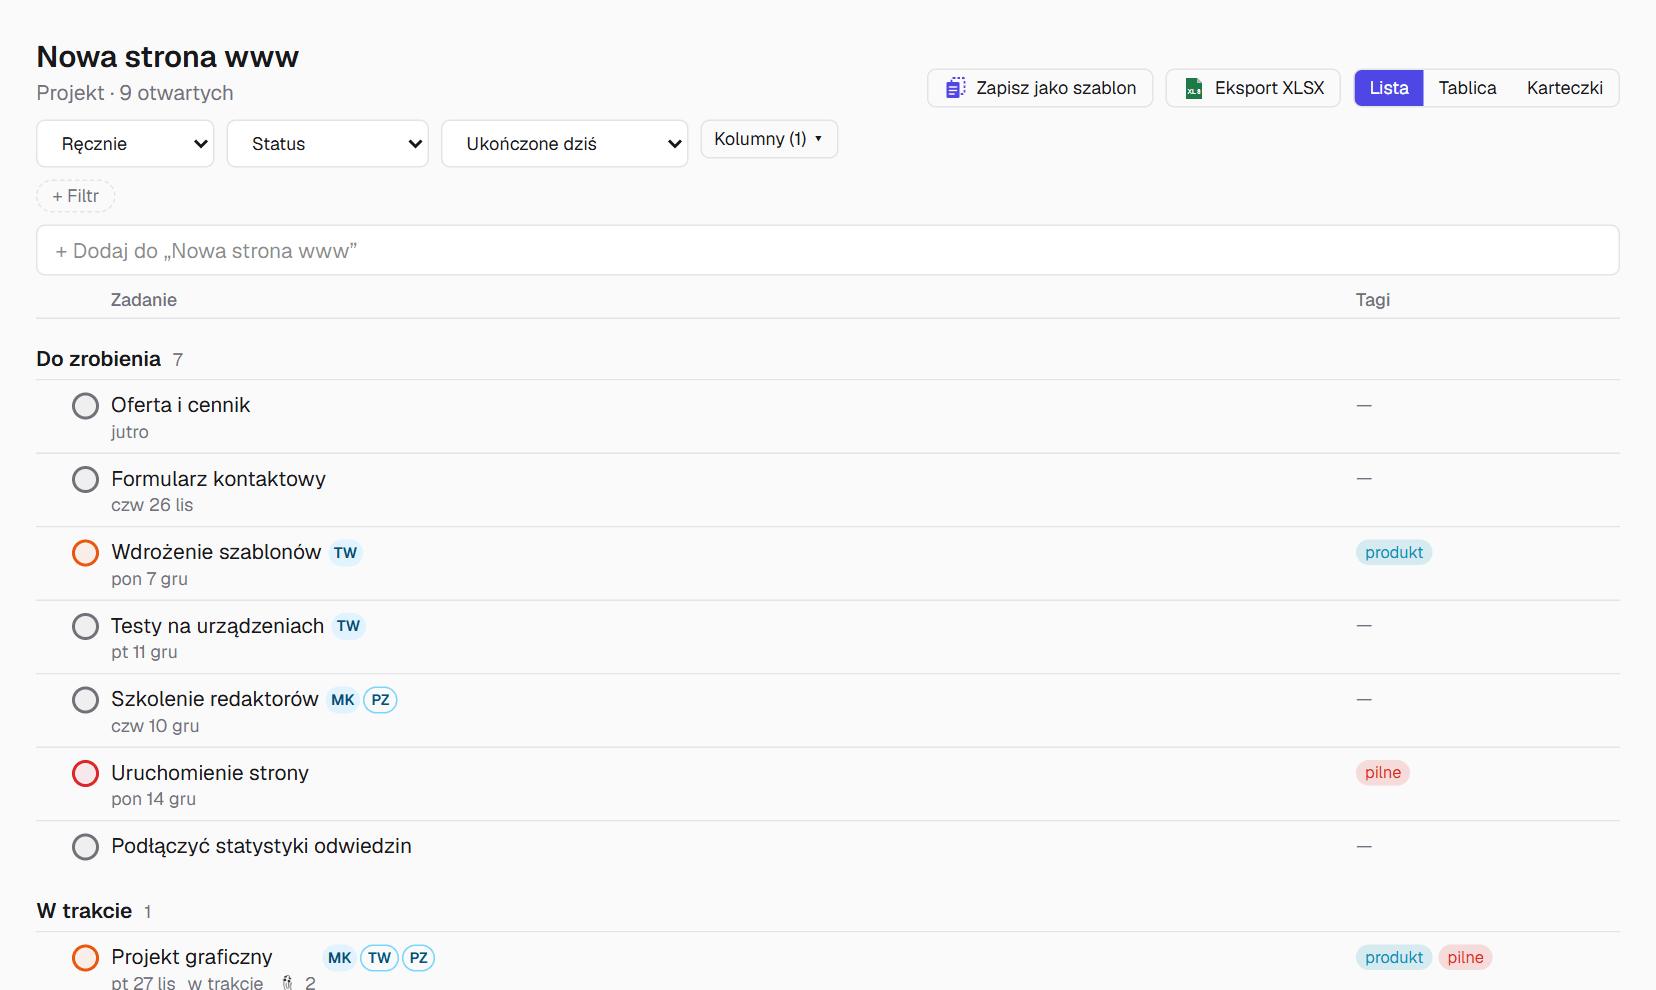 Nowa strona www
Projekt · 9 otwartych
Zapisz jako szablon
Eksport XLSX
Lista
Tablica
Karteczki
Ręcznie
Status
Ukończone dziś
Kolumny (1) ▾
+ Filtr
+ Dodaj do „Nowa strona www”
Zadanie
Tagi
Do zrobienia 7
Oferta i cennik
—
jutro
Formularz kontaktowy
—
czw 26 lis
Wdrożenie szablonów TW
produkt
pon 7 gru
Testy na urządzeniach TW
—
pt 11 gru
Szkolenie redaktorów MK PZ
—
czw 10 gru
Uruchomienie strony
pilne
pon 14 gru
Podłączyć statystyki odwiedzin
—
W trakcie 1
Projekt graficzny MK TW PZ
produkt pilne
pt 27 lis w trakcie 2